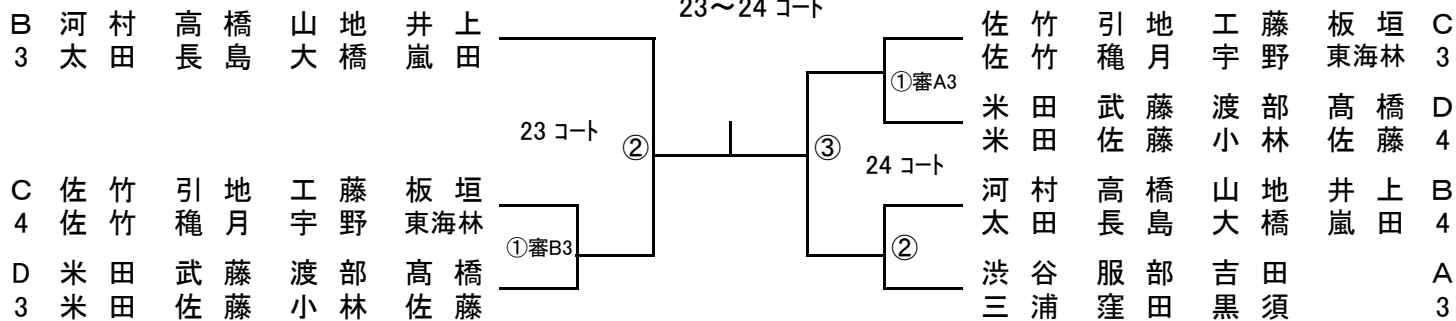 23～24 コート
B 河村 高橋 山地 井上
3 太田 長島 大橋 嵐田
23 コート
②
C 佐竹 引地 工藤 板垣
4 佐竹 穐月 宇野 東海林
①審B3
D 米田 武藤 渡部 髙橋
3 米田 佐藤 小林 佐藤
佐竹 引地 工藤 板垣 C
佐竹 穐月 宇野 東海林 3
①審A3
米田 武藤 渡部 髙橋 D
米田 佐藤 小林 佐藤 4
③
24 コート
河村 高橋 山地 井上 B
太田 長島 大橋 嵐田 4
②
渋谷 服部 吉田 A
三浦 窪田 黒須 3